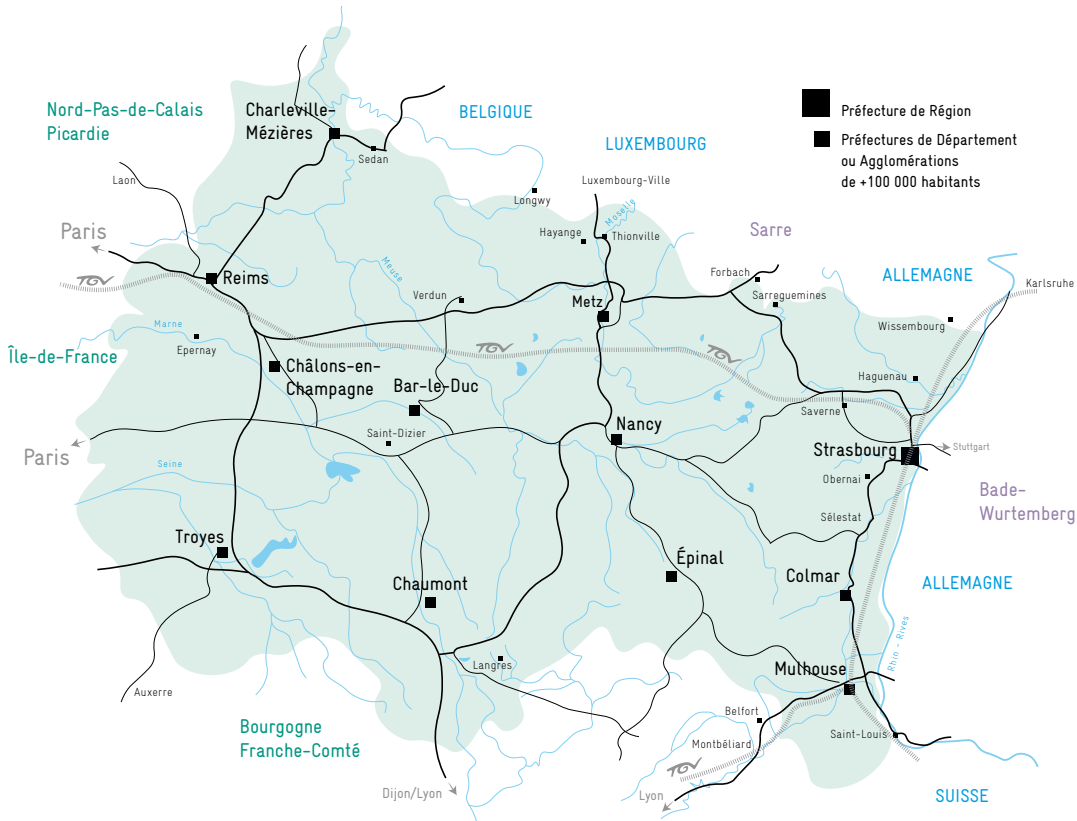 Nord-Pas-de-Calais
Picardie
Charleville-
Mézières
BELGIQUE
LUXEMBOURG
Préfecture de Région
Préfectures de Département
ou Agglomérations
de +100 000 habitants
Sedan
Laon
Longwy
Luxembourg-Ville
Moselle
Hayange
Thionville
Sarre
Paris
TGV
Reims
Meuse
Verdun
Metz
Forbach
Sarreguemines
ALLEMAGNE
Karlsruhe
Wissembourg
Marne
Epernay
Île-de-France
Châlons-en-
Champagne
TGV
TGV
Bar-le-Duc
Haguenau
Saverne
Saint-Dizier
Nancy
Paris
Seine
Strasbourg
Stuttgart
Obernai
Sélestat
Bade-
Wurtemberg
Troyes
Chaumont
Épinal
Colmar
ALLEMAGNE
Rhin - Rives
Langres
Mulhouse
Auxerre
Bourgogne
Franche-Comté
Belfort
Montbéliard
Saint-Louis
TGV
Dijon/Lyon
Lyon
SUISSE